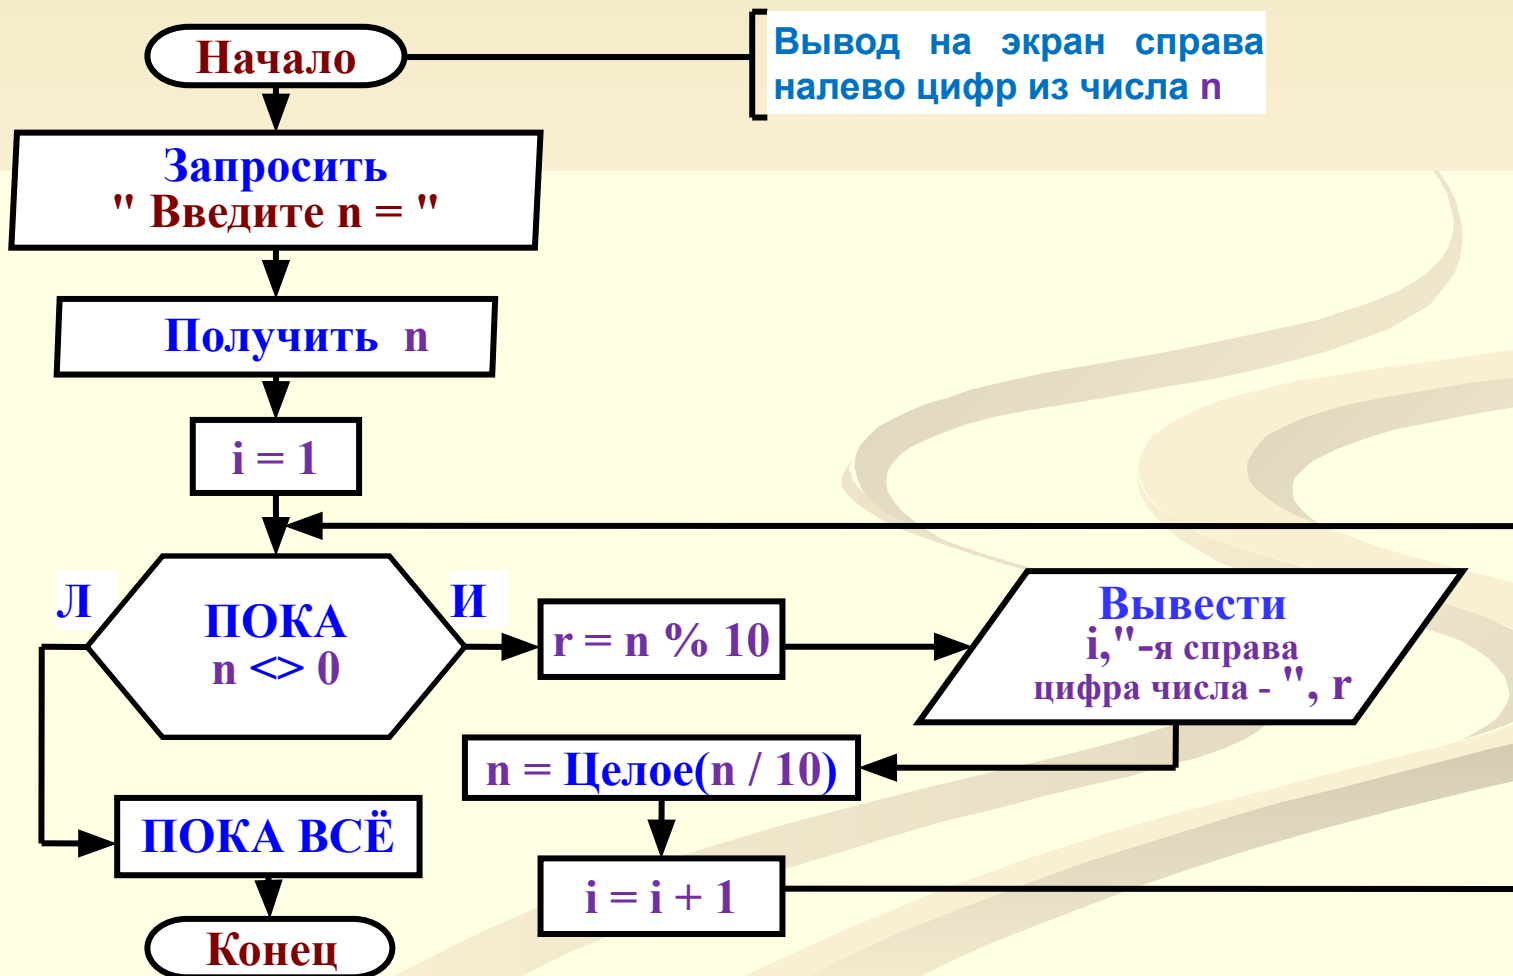 Начало
Вывод на экран справа
налево цифр из числа n
Запросить
" Введите n = "
Получить n
i = 1
Л
ПОКА
n <> 0
И
r = n % 10
Вывести
i,"-я справа
цифра числа - ", r
n = Целое(n / 10)
ПОКА ВСЁ
i = i + 1
Конец